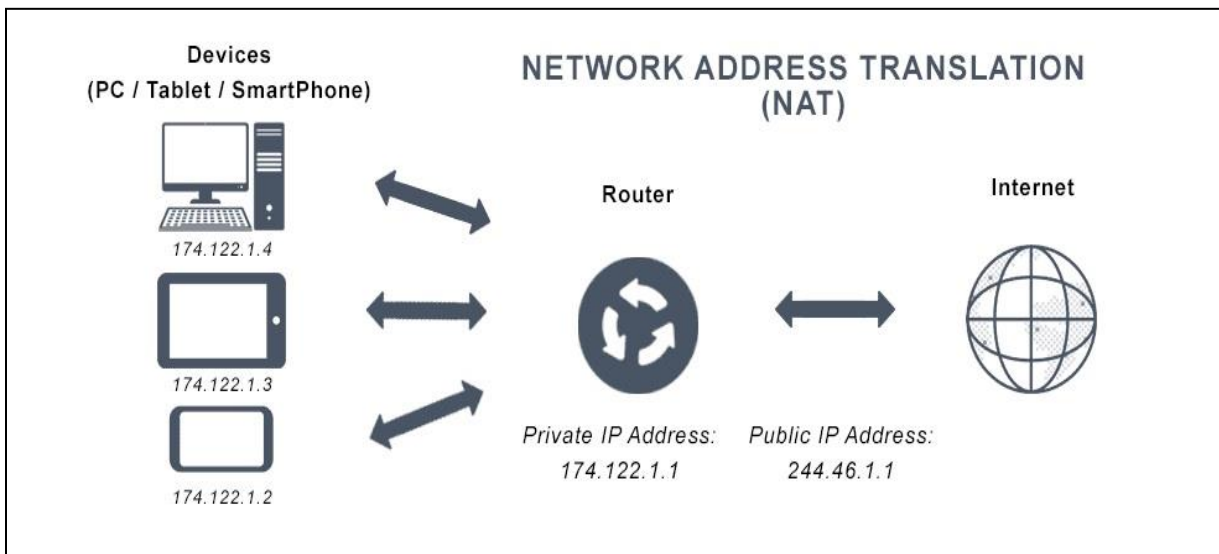 Devices
(PC / Tablet / SmartPhone)
174.122.1.4
174.122.1.3
174.122.1.2
NETWORK ADDRESS TRANSLATION
(NAT)
Router
Private IP Address:
174.122.1.1
Public IP Address:
244.46.1.1
Internet